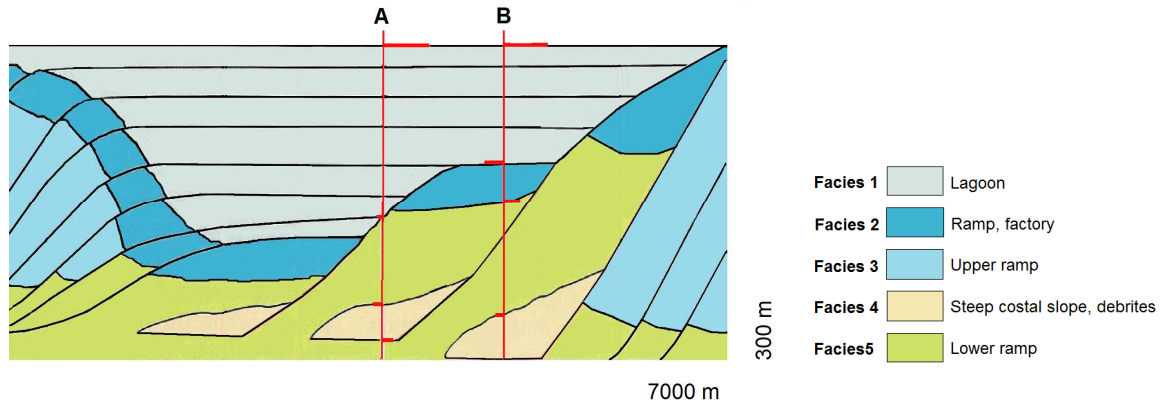 A
B
Facies 1 Lagoon
Facies 2 Ramp, factory
Facies 3 Upper ramp
Facies 4 Steep costal slope, debrites
Facies5 Lower ramp
300 m
7000 m